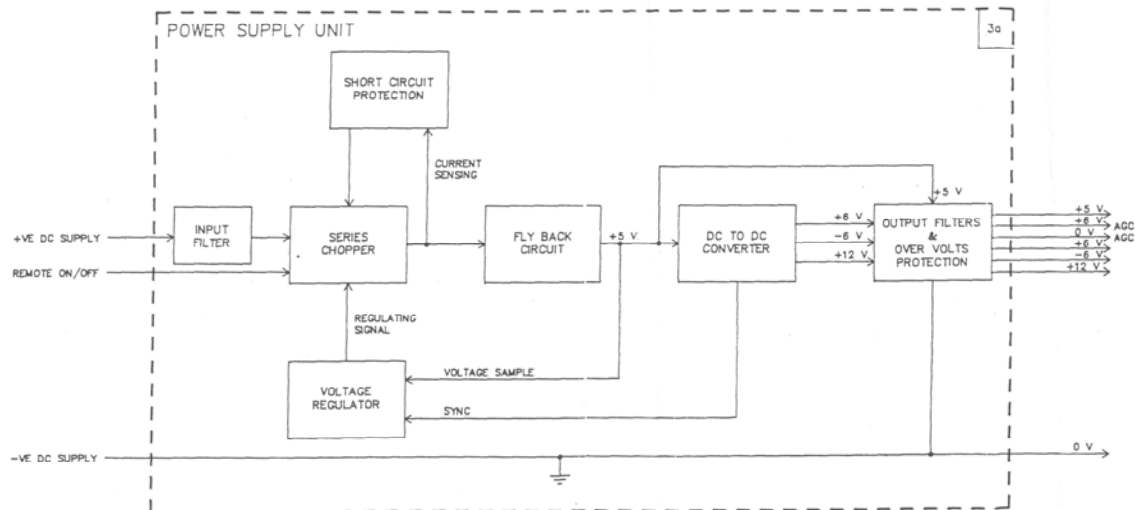 POWER SUPPLY UNIT
3a
SHORT CIRCUIT
PROTECTION
CURRENT
SENSING
+5 V
INPUT
FILTER
SERIES
CHOPPER
FLY BACK
CIRCUIT
+5 V
DC TO DC
CONVERTER
+6 V
-6 V
+12 V
OUTPUT FILTERS
&
OVER VOLTS
PROTECTION
+5 V
+6 V AGC
0 V AGC
+6 V
-6 V
+12 V
+VE DC SUPPLY
REMOTE ON/OFF
REGULATING
SIGNAL
VOLTAGE
REGULATOR
VOLTAGE SAMPLE
SYNC
-VE DC SUPPLY
0 V